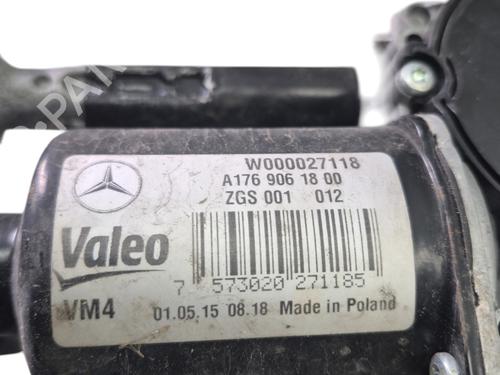 W000027118
A176 906 18 00
ZGS 001 012
Valeo
7 573020 271185
VM4 01.05.15 08.18 Made in Poland